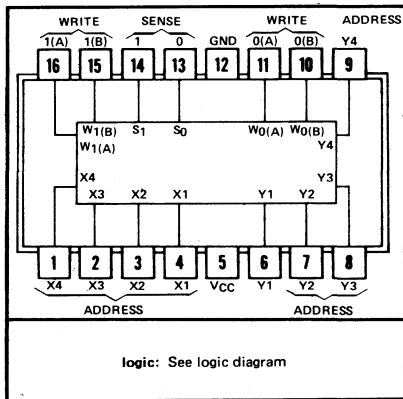 WRITE SENSE WRITE ADDRESS
1(A) 1(B) 1 0 GND 0(A) 0(B) Y4
16 15 14 13 12 11 10 9
W1(B) S1 S0 W0(A) W0(B)
W1(A) Y4
X4 Y3
X3 X2 X1 Y1 Y2
1 2 3 4 5 6 7 8
X4 X3 X2 X1 VCC Y1 Y2 Y3
ADDRESS ADDRESS
logic: See logic diagram